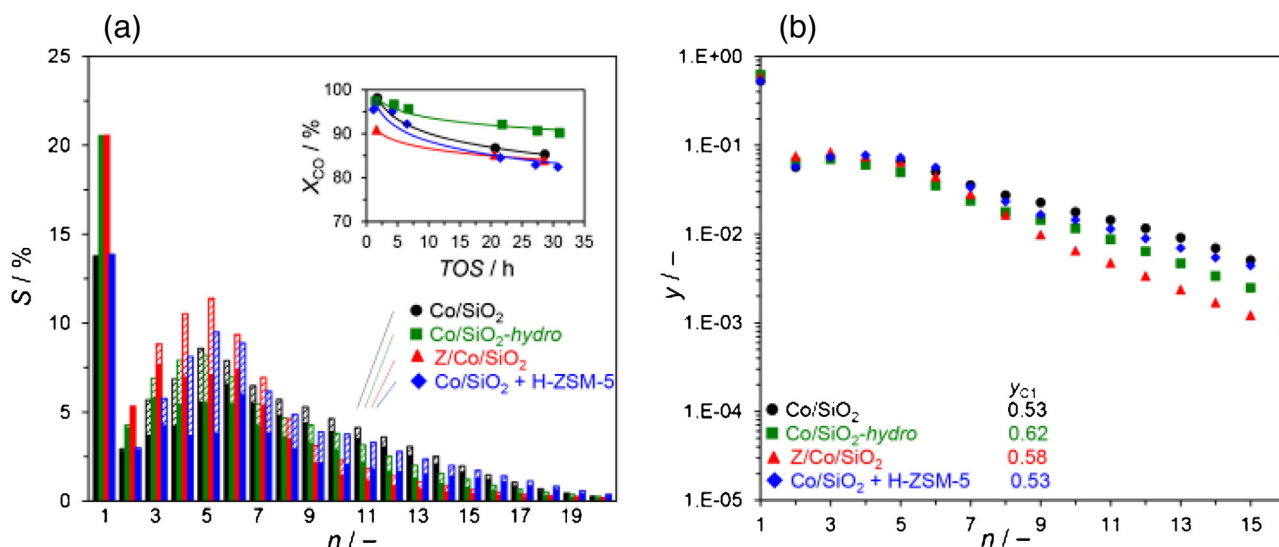 (a)
25
20
15
10
5
0
S / %
1 3 5 7 9 11 13 15 17 19
n / –
100
90
80
70
XCO / %
0 5 10 15 20 25 30 35
TOS / h
Co/SiO2
Co/SiO2-hydro
Z/Co/SiO2
Co/SiO2 + H-ZSM-5
(b)
1.E+00
1.E-01
1.E-02
1.E-03
1.E-04
1.E-05
y / –
1 3 5 7 9 11 13 15
n / –
yC1
Co/SiO2 0.53
Co/SiO2-hydro 0.62
Z/Co/SiO2 0.58
Co/SiO2 + H-ZSM-5 0.53